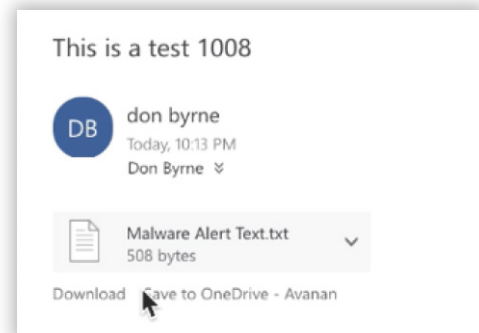 This is a test 1008
DB
don byrne
Today, 10:13 PM
Don Byrne
Malware Alert Text.txt
508 bytes
Download Save to OneDrive - Avanan